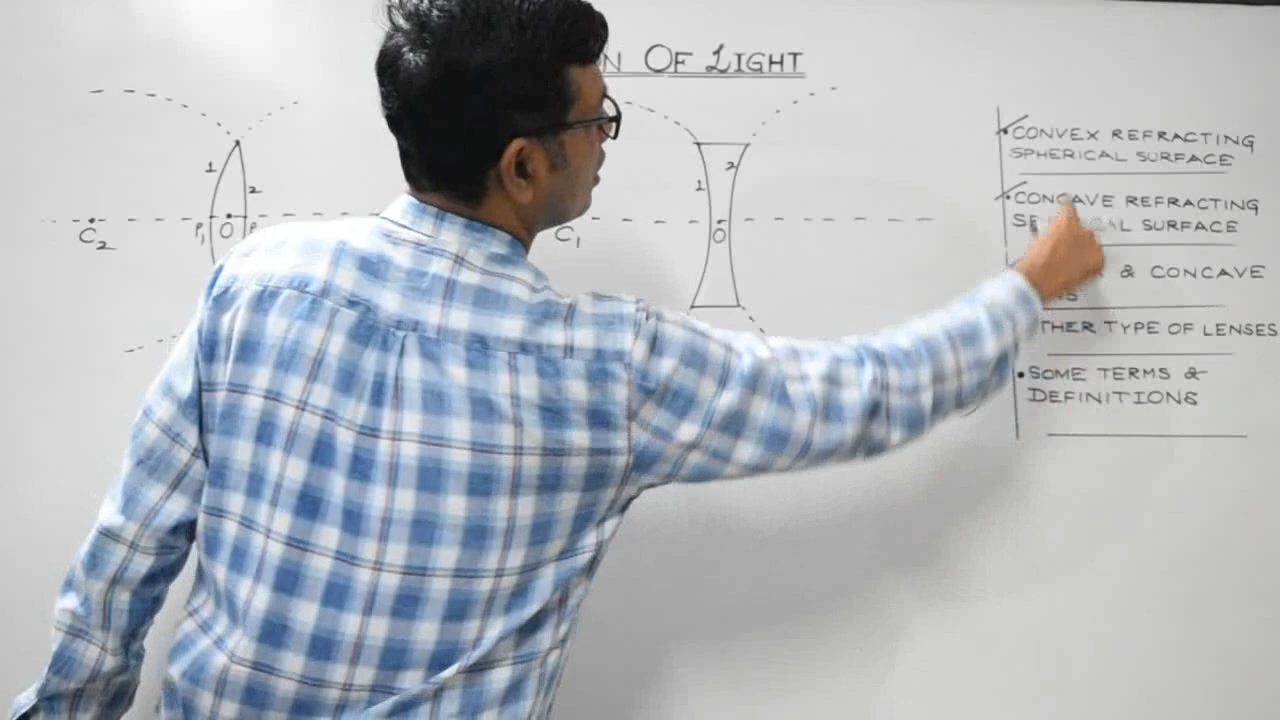 N OF LIGHT
1
2
C₂
P₁
O
C₁
1
2
O
• CONVEX REFRACTING
SPHERICAL SURFACE
• CONCAVE REFRACTING
SURFACE
& CONCAVE
THER TYPE OF LENSES
• SOME TERMS &
DEFINITIONS